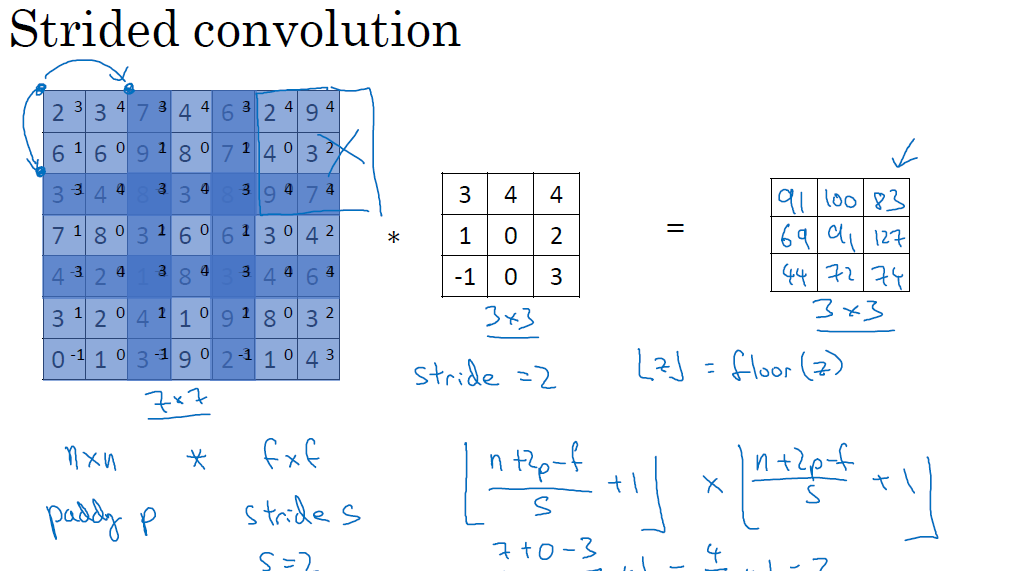 Strided convolution
2 3 3 4 7 3 4 4 6 3 2 4 9 4
6 1 6 0 9 1 8 0 7 1 4 0 3 2
3 -3 4 4 8 3 3 4 8 3 9 4 7 4
7 1 8 0 3 1 6 0 6 1 3 0 4 2
4 -3 2 4 1 3 8 4 3 -3 4 4 6 4
3 1 2 0 4 1 1 0 9 1 8 0 3 2
0 -1 1 0 3 -1 9 0 2 -1 1 0 4 3
7×7
*
3 4 4
1 0 2
-1 0 3
3×3
=
91 100 83
69 91 127
44 72 74
3×3
stride = 2
⌊z⌋ = floor(z)
n×n * f×f
padding p stride s
s=2
⌊(n+2p-f)/s + 1⌋ × ⌊(n+2p-f)/s + 1⌋
7+0-3
4